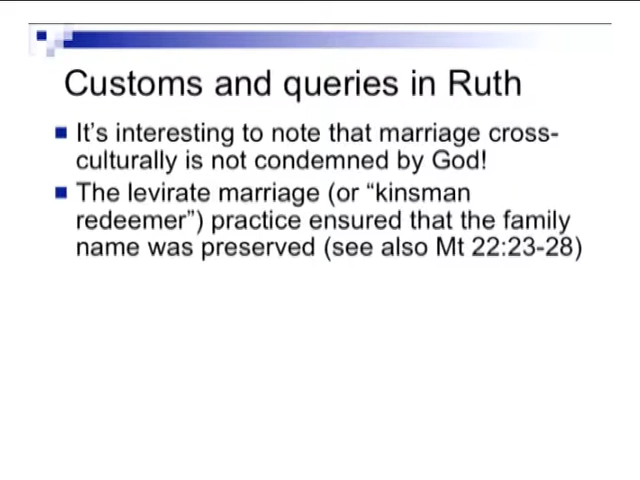 Customs and queries in Ruth
It's interesting to note that marriage cross-
culturally is not condemned by God!
The levirate marriage (or “kinsman
redeemer”) practice ensured that the family
name was preserved (see also Mt 22:23-28)